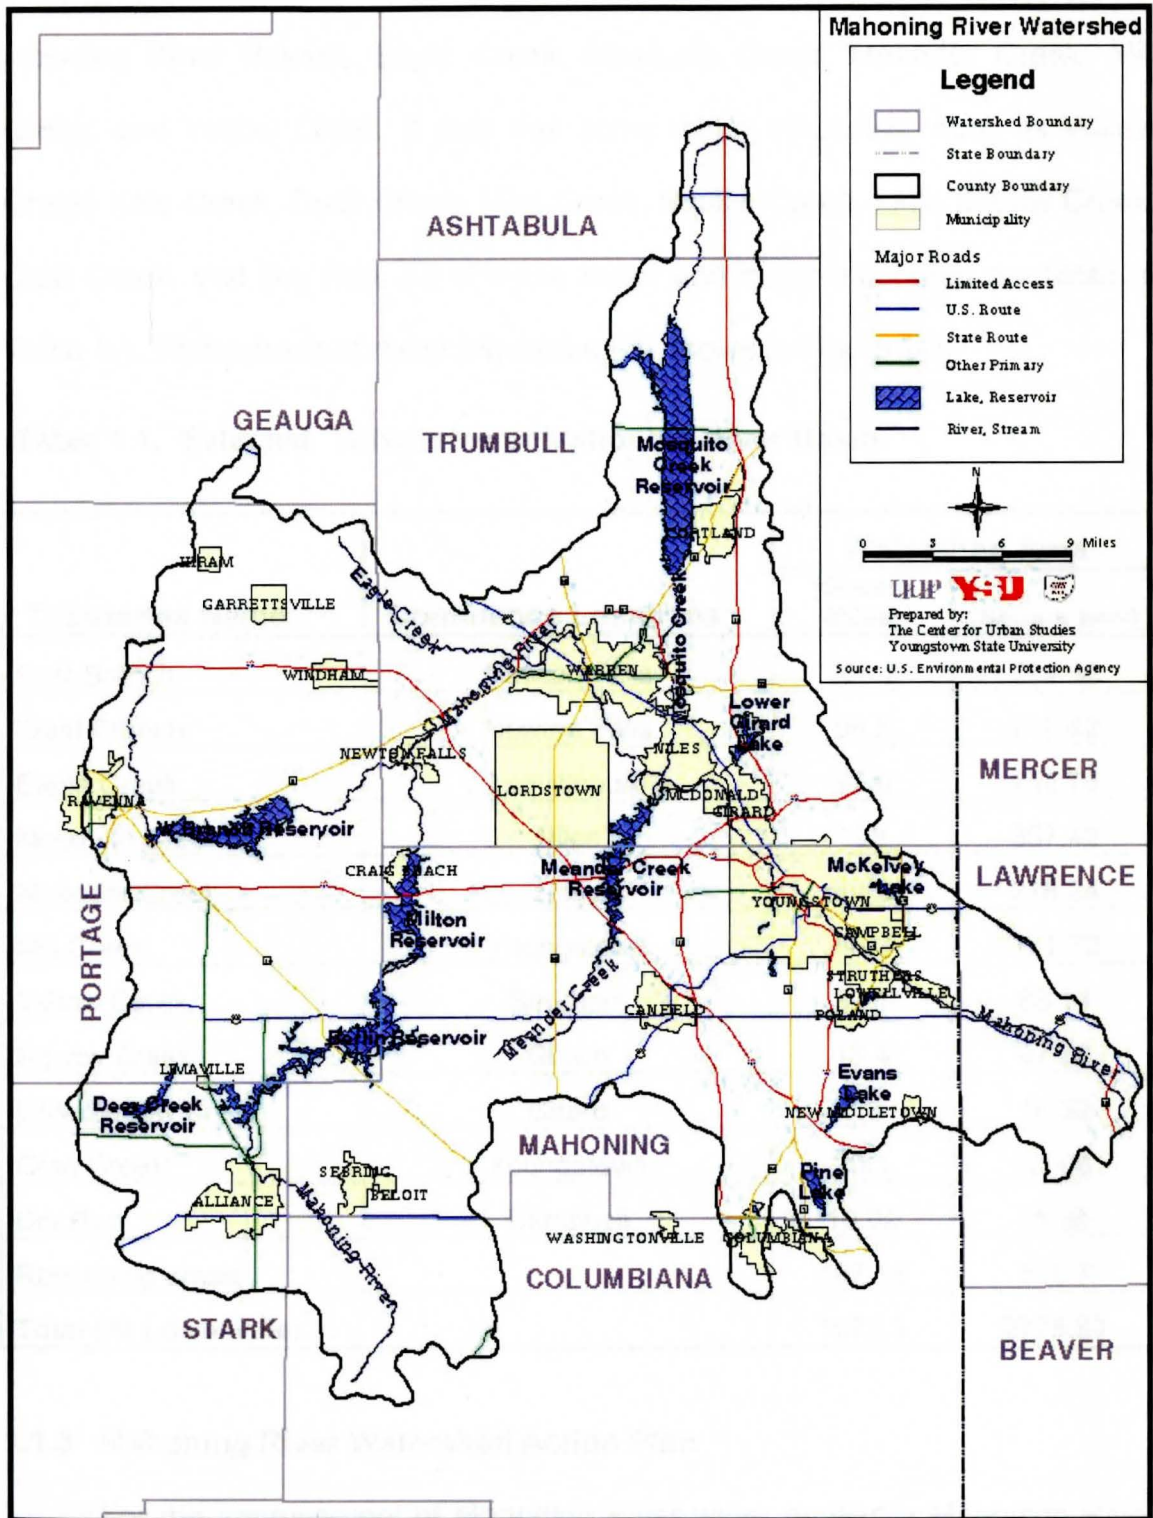 Mahoning River Watershed
Legend
Watershed Boundary
State Boundary
County Boundary
Municipality
Major Roads
Limited Access
U.S. Route
State Route
Other Primary
Lake, Reservoir
River, Stream
N
0 3 6 9 Miles
YSU
Prepared by:
The Center for Urban Studies
Youngstown State University
Source: U.S. Environmental Protection Agency
ASHTABULA
GEAUGA
TRUMBULL
Mosquito
Creek
Reservoir
CORTLAND
HIRAM
GARRETTSVILLE
Eagle Creek
Mosquito Creek
WINDHAM
Mahoning River
WARREN
Lower
Girard
Lake
NEWTON FALLS
NILES
MERCER
LORDSTOWN
MCDONALD
GIRARD
RAVENNA
W. Branch Reservoir
CRAIG BEACH
Meander Creek
Reservoir
McKelvey
Lake
LAWRENCE
YOUNGSTOWN
PORTAGE
Milton
Reservoir
CAMPBELL
STRUTHERS
LOWELLVILLE
Meander Creek
CANFIELD
POLAND
Mahoning River
Berlin Reservoir
LIMAVILLE
Evans
Lake
Deer Creek
Reservoir
NEW MIDDLETOWN
MAHONING
SEBRING
BELOIT
Pine
Lake
ALLIANCE
Mahoning River
WASHINGTONVILLE
COLUMBIANA
COLUMBIANA
STARK
BEAVER